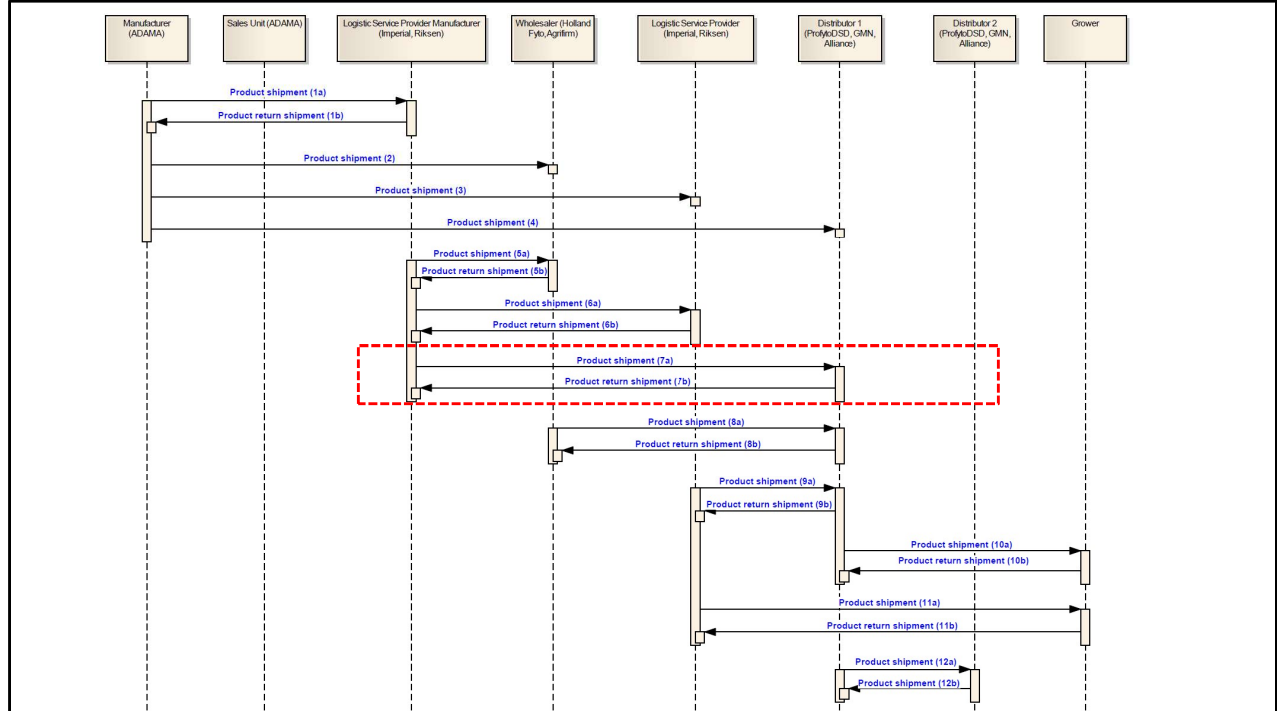 Manufacturer
(ADAMA)
Sales Unit (ADAMA)
Logistic Service Provider Manufacturer
(Imperial, Riksen)
Wholesaler (Holland
Fyto, Agrifirm)
Logistic Service Provider
(Imperial, Riksen)
Distributor 1
(ProfytoDSD, GMN,
Alliance)
Distributor 2
(ProfytoDSD, GMN,
Alliance)
Grower
Product shipment (1a)
Product return shipment (1b)
Product shipment (2)
Product shipment (3)
Product shipment (4)
Product shipment (5a)
Product return shipment (5b)
Product shipment (6a)
Product return shipment (6b)
Product shipment (7a)
Product return shipment (7b)
Product shipment (8a)
Product return shipment (8b)
Product shipment (9a)
Product return shipment (9b)
Product shipment (10a)
Product return shipment (10b)
Product shipment (11a)
Product return shipment (11b)
Product shipment (12a)
Product return shipment (12b)